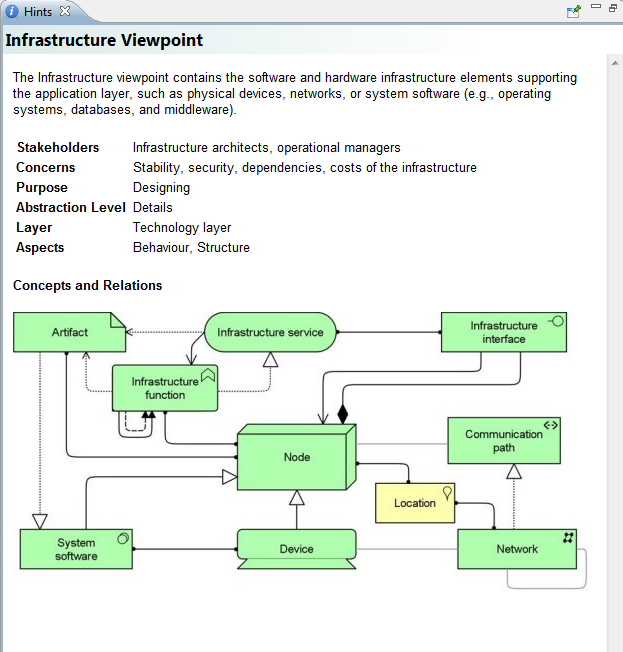 Hints
Infrastructure Viewpoint
The Infrastructure viewpoint contains the software and hardware infrastructure elements supporting
the application layer, such as physical devices, networks, or system software (e.g., operating
systems, databases, and middleware).
Stakeholders Infrastructure architects, operational managers
Concerns Stability, security, dependencies, costs of the infrastructure
Purpose Designing
Abstraction Level Details
Layer Technology layer
Aspects Behaviour, Structure
Concepts and Relations
Artifact
Infrastructure service
Infrastructure
interface
Infrastructure
function
Node
Communication
path
Location
System
software
Device
Network